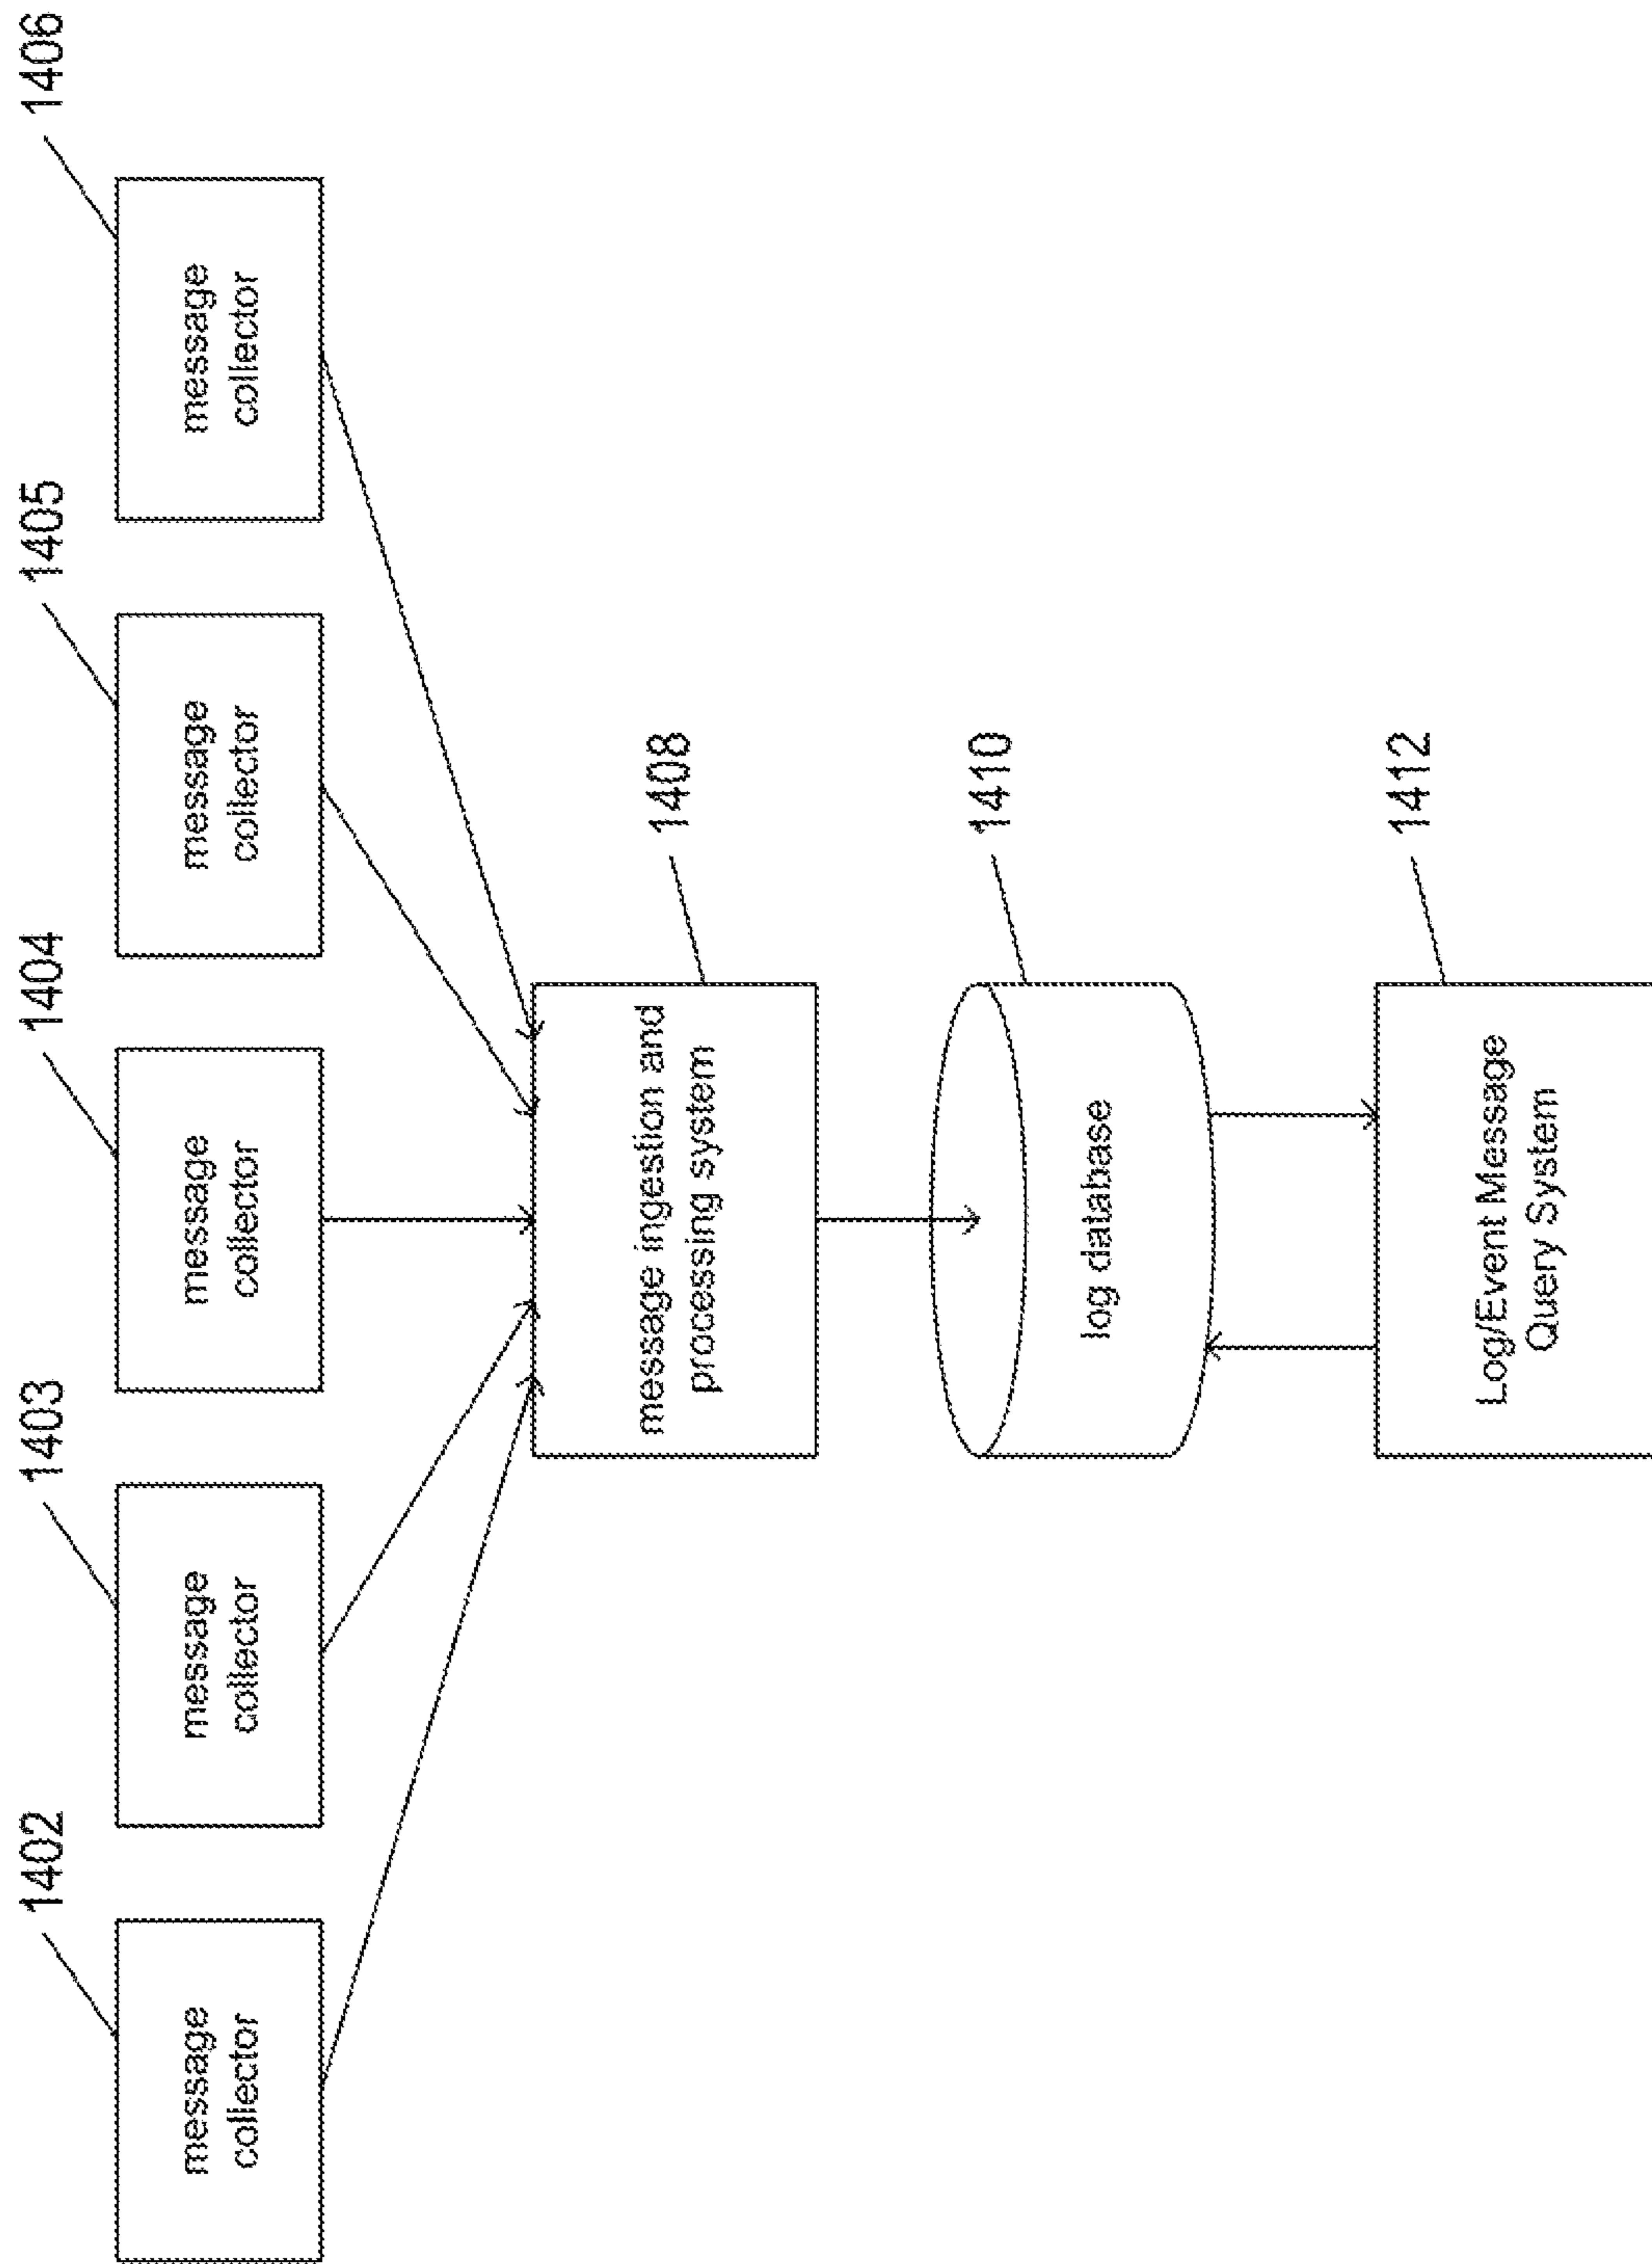 1402
1403
1404
1405
1406
message
collector
message
collector
message
collector
message
collector
message
collector
message ingestion and
processing system
1408
log database
1410
Log/Event Message
Query System
1412